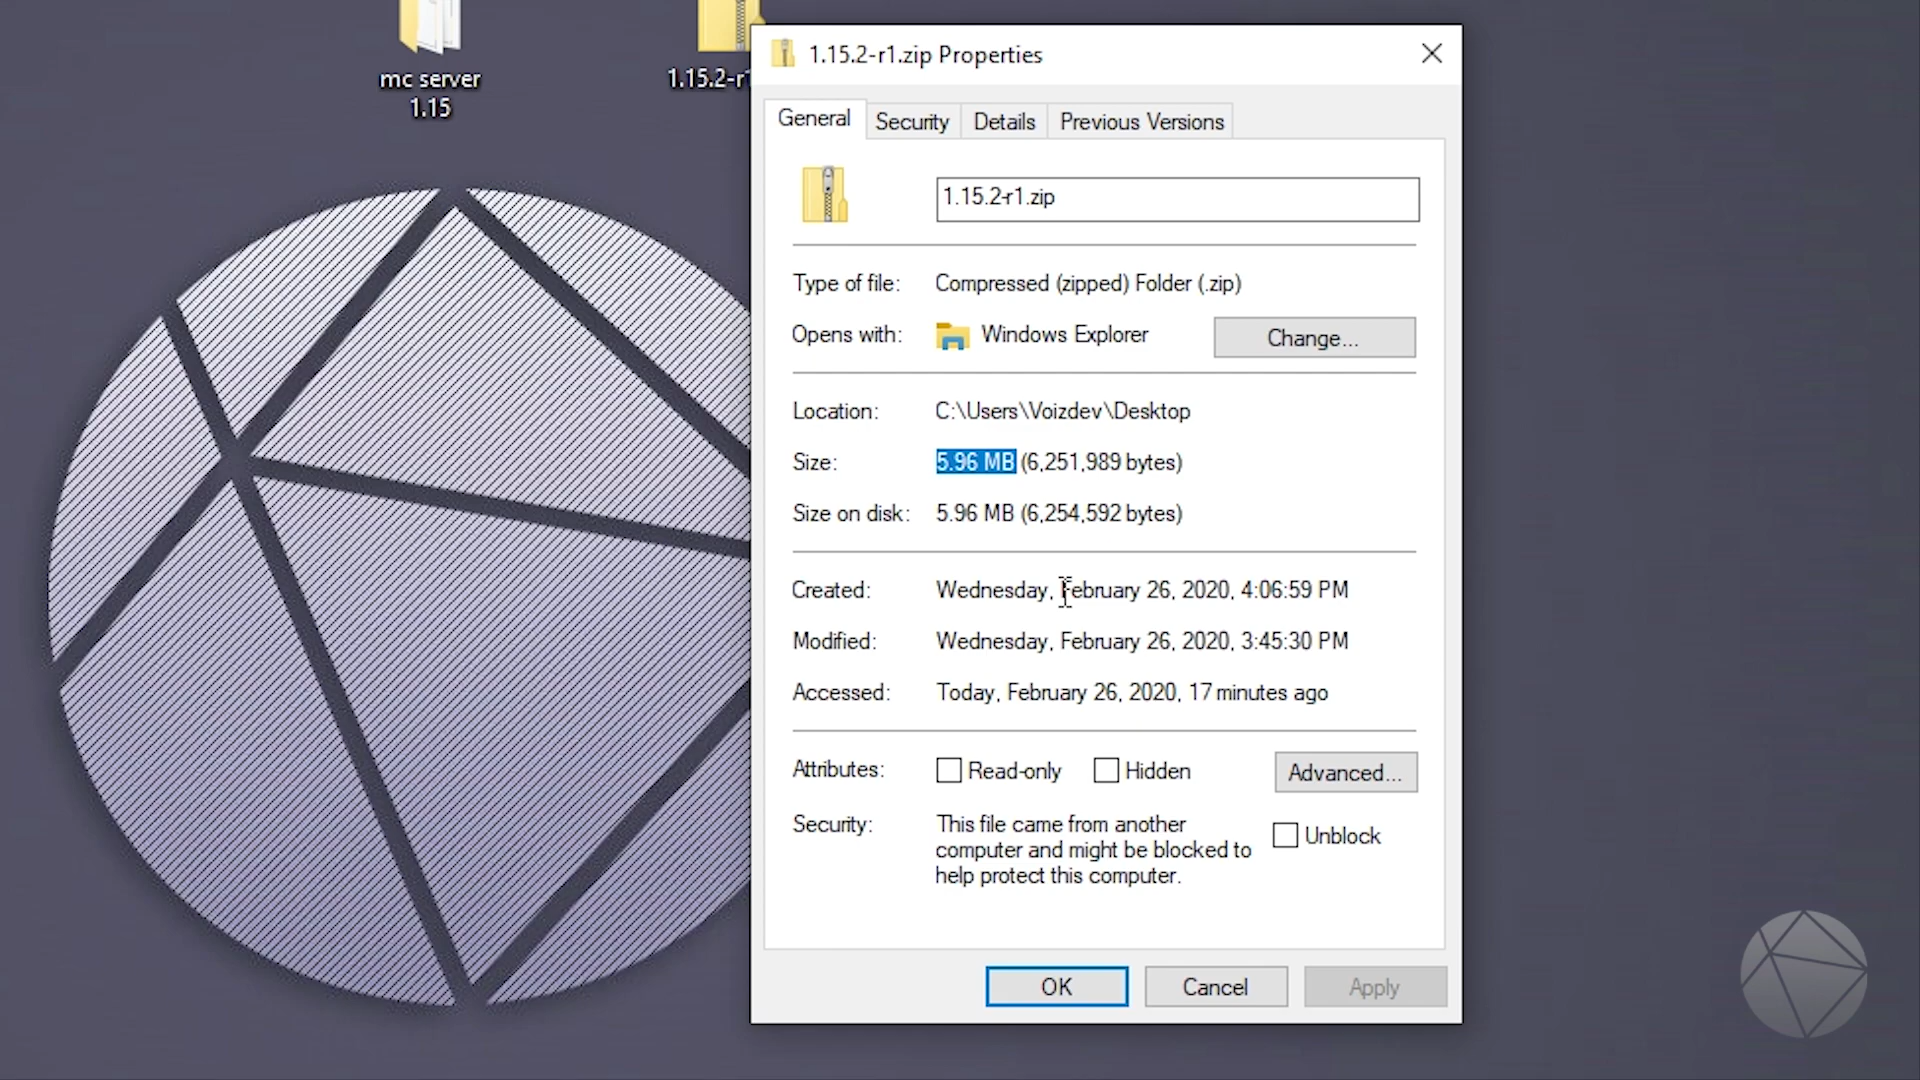 mc server
1.15
1.15.2-r1
1.15.2-r1.zip Properties
General
Security
Details
Previous Versions
1.15.2-r1.zip
Type of file: Compressed (zipped) Folder (.zip)
Opens with: Windows Explorer Change...
Location: C:\Users\Voizdev\Desktop
Size: 5.96 MB (6,251,989 bytes)
Size on disk: 5.96 MB (6,254,592 bytes)
Created: Wednesday, February 26, 2020, 4:06:59 PM
Modified: Wednesday, February 26, 2020, 3:45:30 PM
Accessed: Today, February 26, 2020, 17 minutes ago
Attributes: Read-only Hidden Advanced...
Security: This file came from another
computer and might be blocked to
help protect this computer.
Unblock
OK Cancel Apply